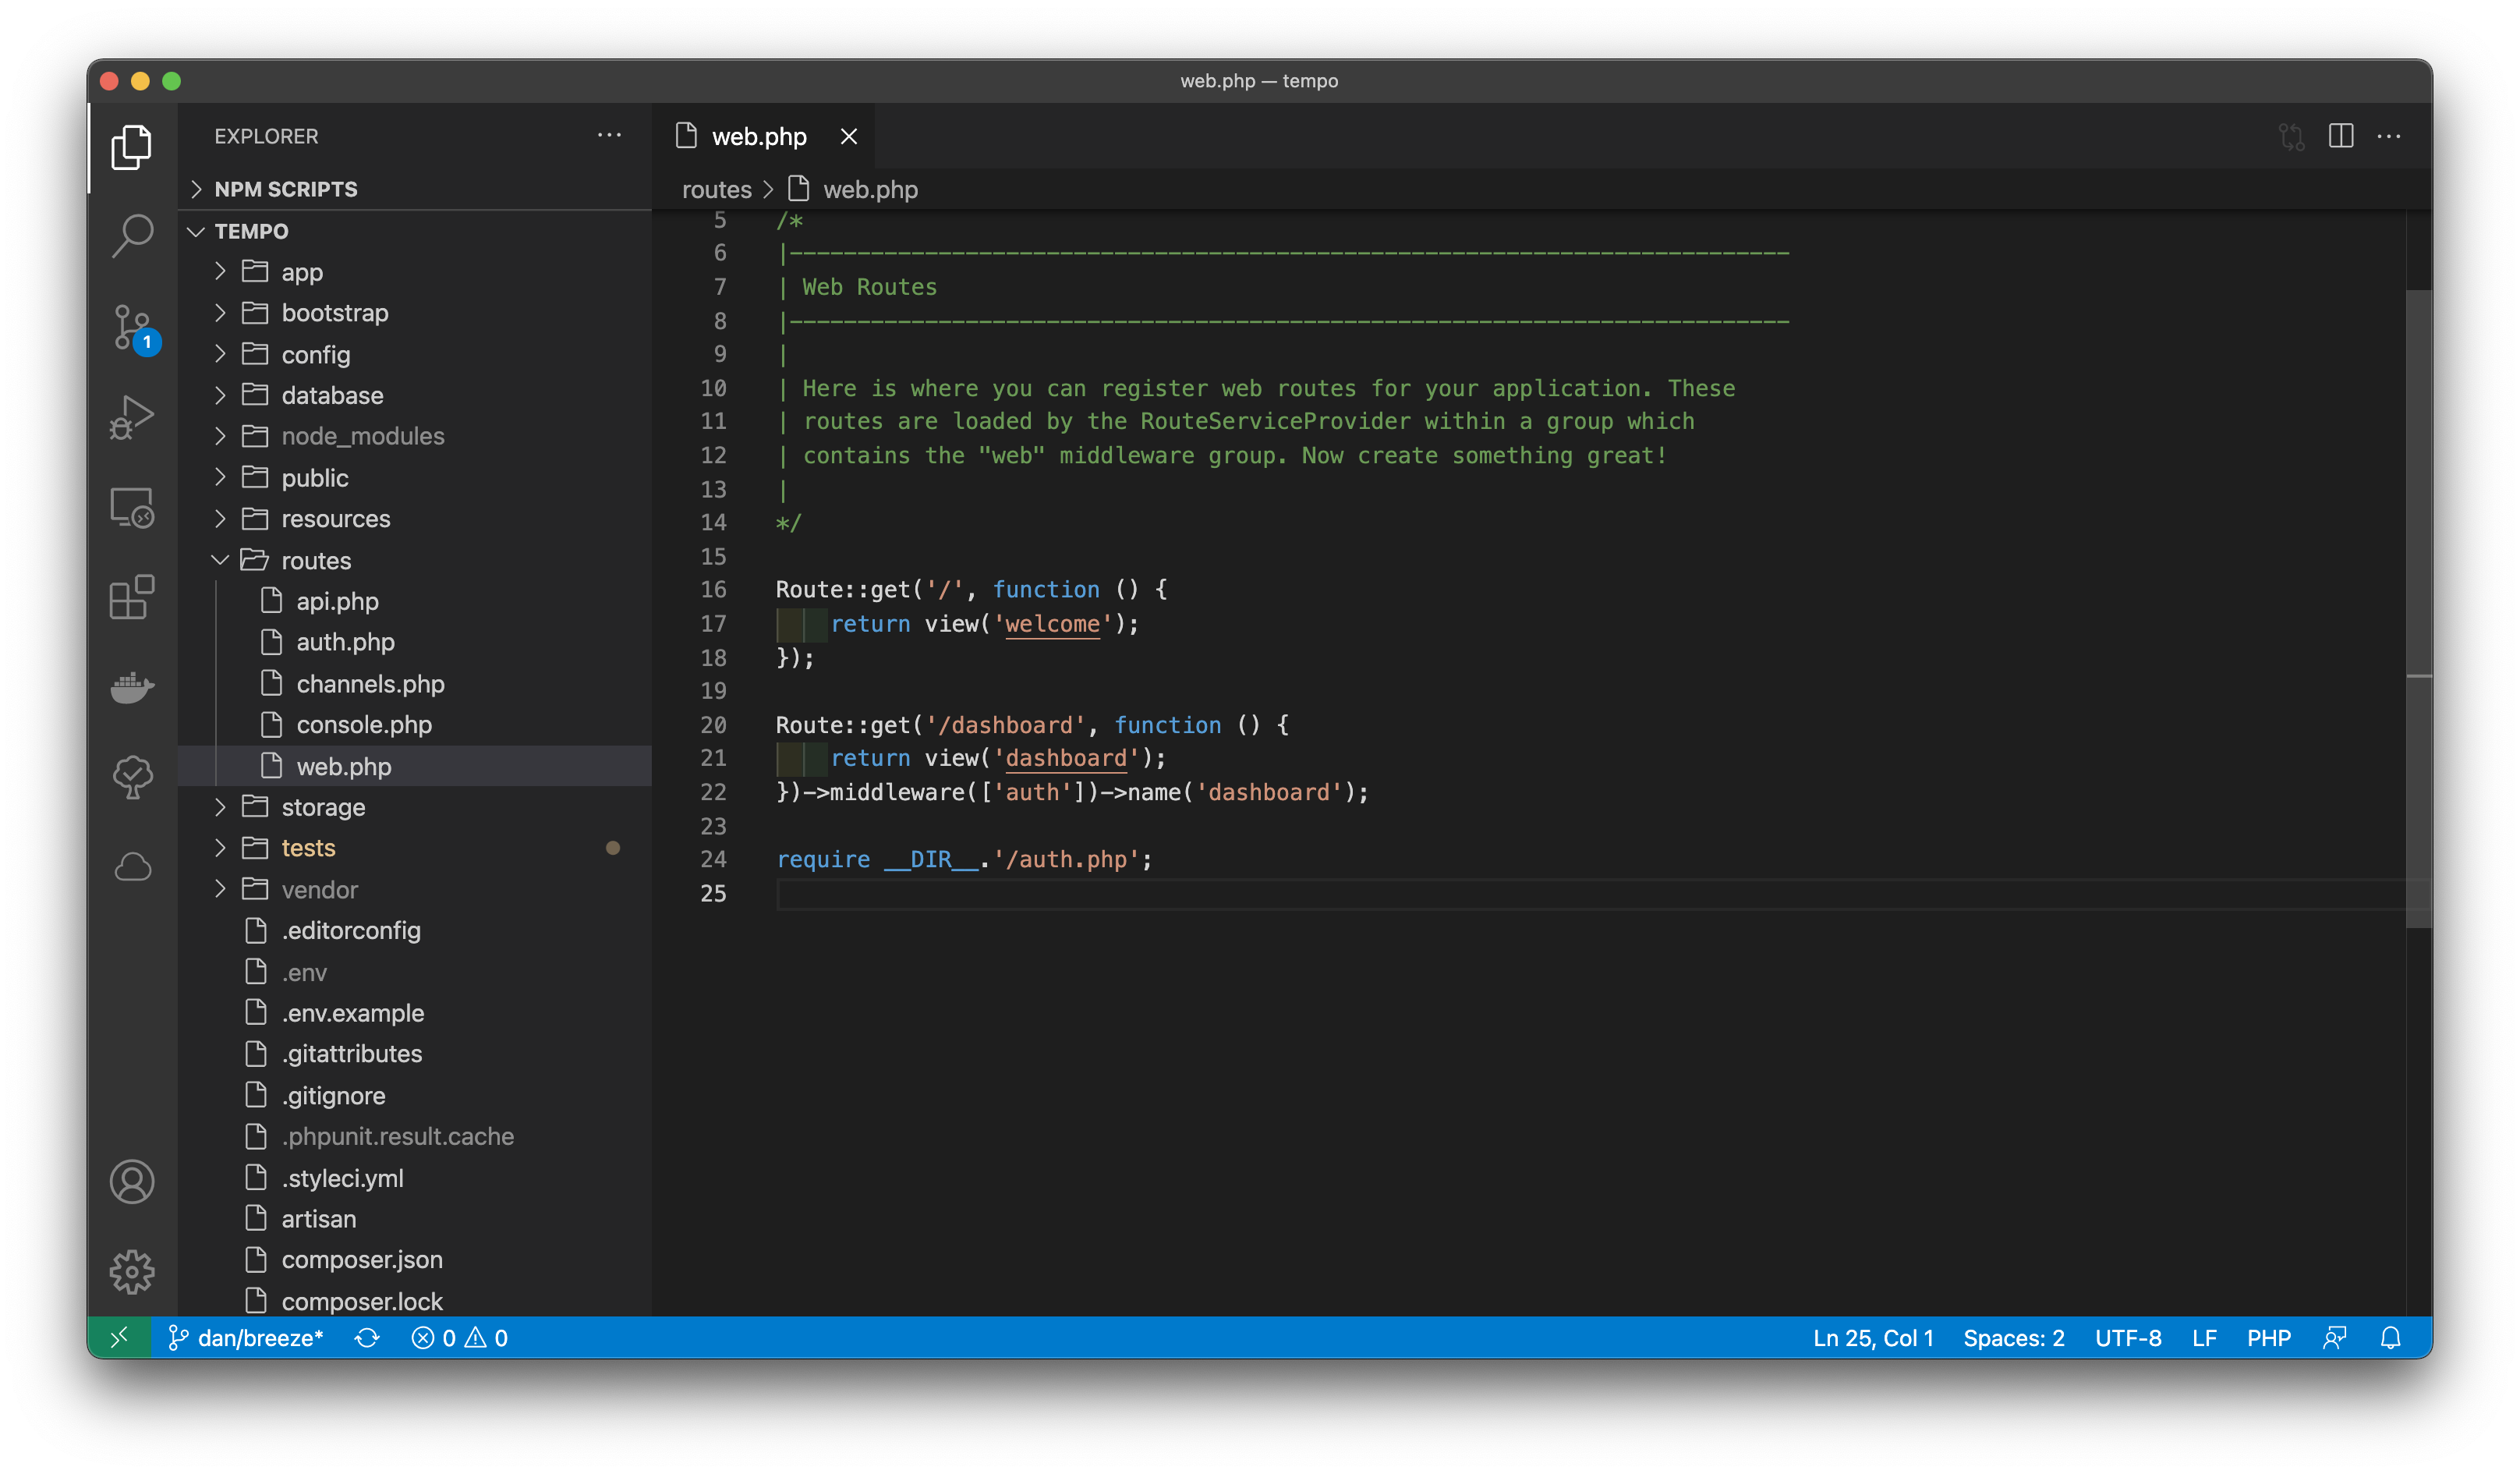 web.php — tempo
EXPLORER
NPM SCRIPTS
TEMPO
app
bootstrap
config
database
node_modules
public
resources
routes
api.php
auth.php
channels.php
console.php
web.php
storage
tests
vendor
.editorconfig
.env
.env.example
.gitattributes
.gitignore
.phpunit.result.cache
.styleci.yml
artisan
composer.json
composer.lock
1
web.php
routes > web.php
5 /*
6 |--------------------------------------------------------------------------
7 | Web Routes
8 |--------------------------------------------------------------------------
9 |
10 | Here is where you can register web routes for your application. These
11 | routes are loaded by the RouteServiceProvider within a group which
12 | contains the "web" middleware group. Now create something great!
13 |
14 */
15
16 Route::get('/', function () {
17     return view('welcome');
18 });
19
20 Route::get('/dashboard', function () {
21     return view('dashboard');
22 })->middleware(['auth'])->name('dashboard');
23
24 require __DIR__.'/auth.php';
25
dan/breeze* 0 0 Ln 25, Col 1 Spaces: 2 UTF-8 LF PHP